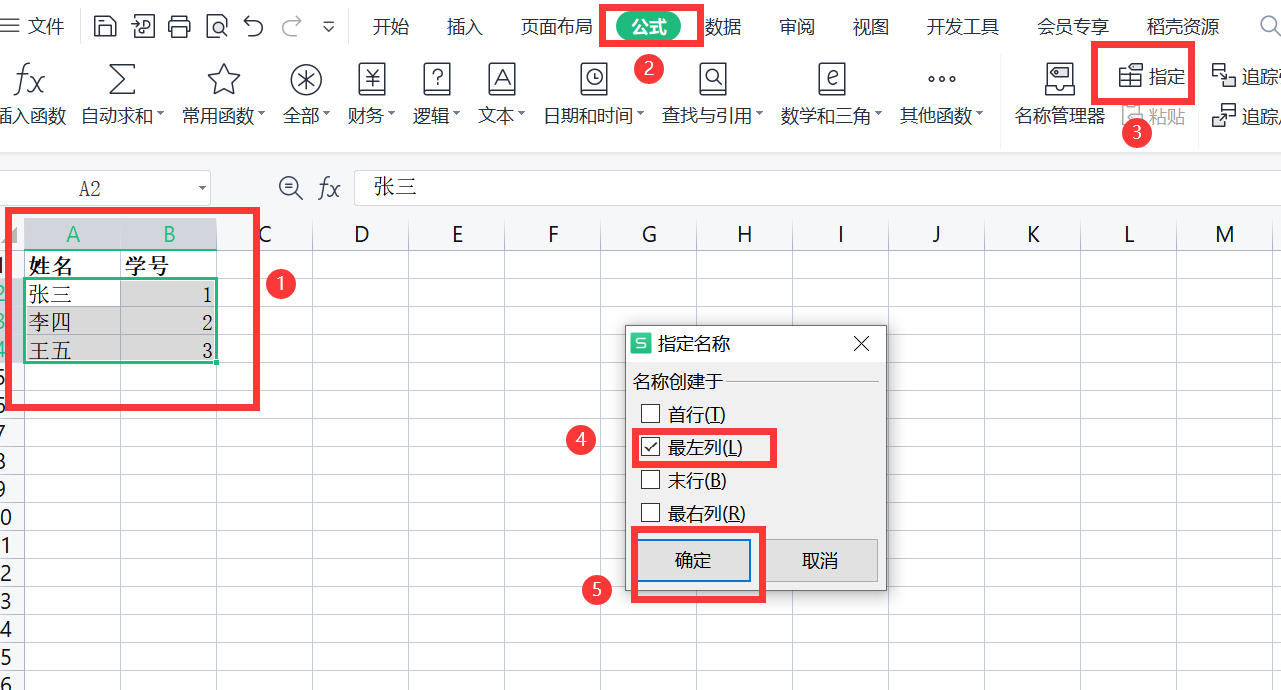 文件 开始 插入 页面布局 公式 数据 审阅 视图 开发工具 会员专享 稻壳资源
2
fx 指定 追踪
插入函数 自动求和 常用函数 全部 财务 逻辑 文本 日期和时间 查找与引用 数学和三角 其他函数 名称管理器 粘贴 追踪
3
A2 fx 张三
A B C D E F G H I J K L M
姓名 学号
1
张三 1
李四 2
王五 3
S 指定名称
名称创建于
首行(T)
4
最左列(L)
末行(B)
最右列(R)
确定 取消
5